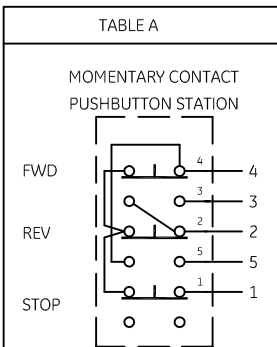 TABLE A
MOMENTARY CONTACT
PUSHBUTTON STATION
FWD 4 4
3 3
REV 2 2
5 5
STOP 1 1